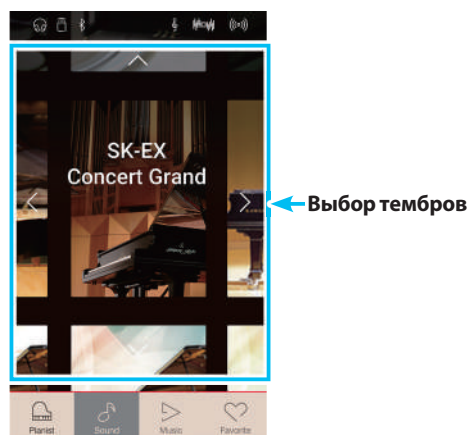 SK-EX
Concert Grand
Выбор тембров
Pianist
Sound
Music
Favorite